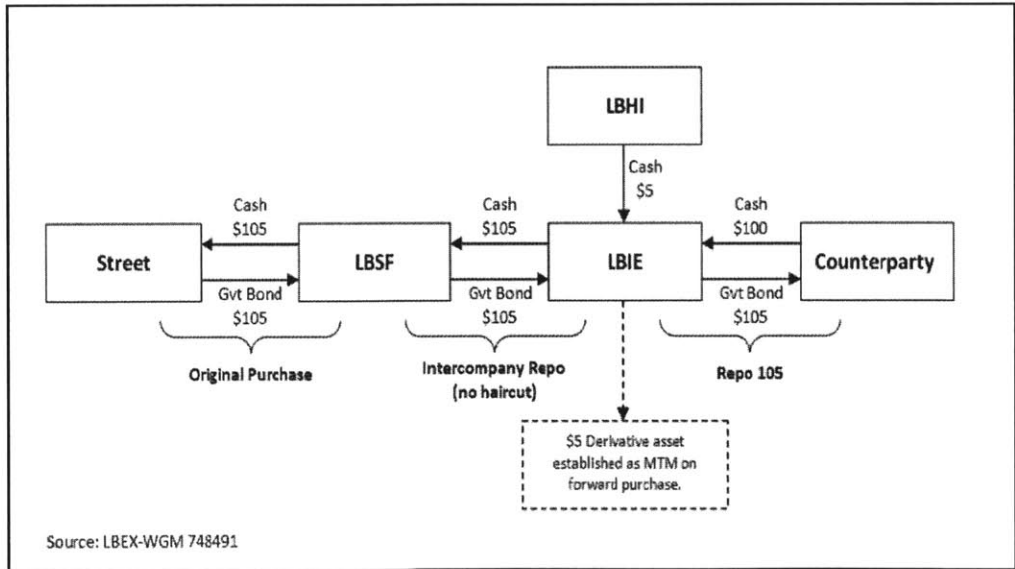 LBHI
Cash
$5
Cash
$105
Cash
$105
Cash
$100
Street
LBSF
LBIE
Counterparty
Gvt Bond
$105
Gvt Bond
$105
Gvt Bond
$105
Original Purchase
Intercompany Repo
(no haircut)
Repo 105
$5 Derivative asset
established as MTM on
forward purchase.
Source: LBEX-WGM 748491